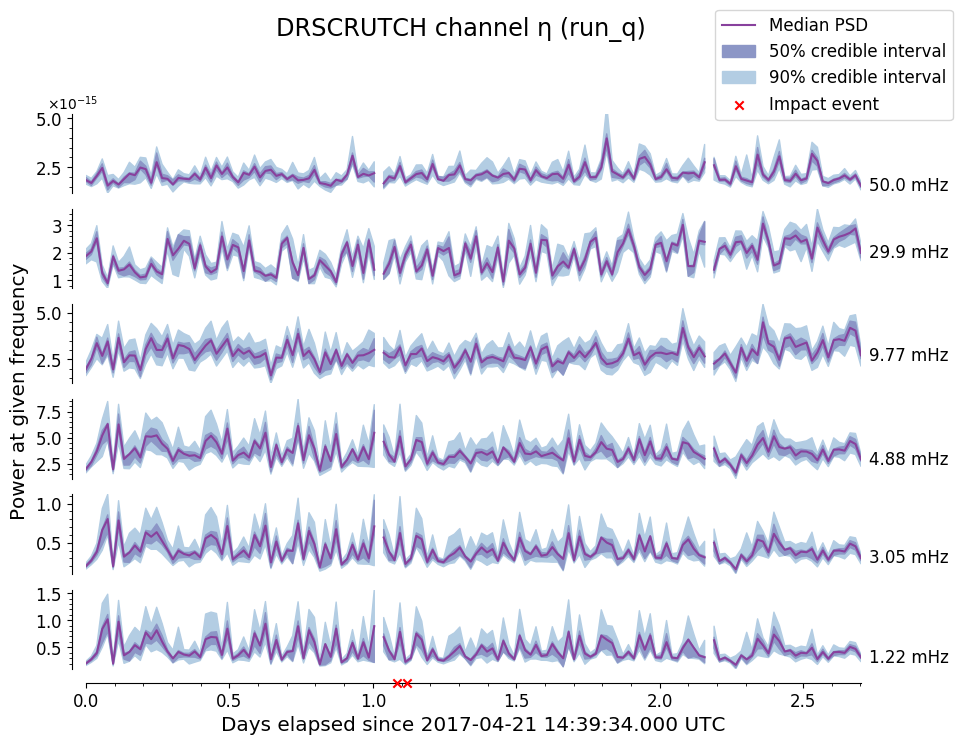 DRSCRUTCH channel η (run_q)
Median PSD
50% credible interval
90% credible interval
Impact event
×10⁻¹⁵
5.0
2.5
50.0 mHz
3
2
1
29.9 mHz
5.0
2.5
9.77 mHz
7.5
5.0
2.5
4.88 mHz
1.0
0.5
3.05 mHz
1.5
1.0
0.5
1.22 mHz
Power at given frequency
0.0 0.5 1.0 1.5 2.0 2.5
Days elapsed since 2017-04-21 14:39:34.000 UTC